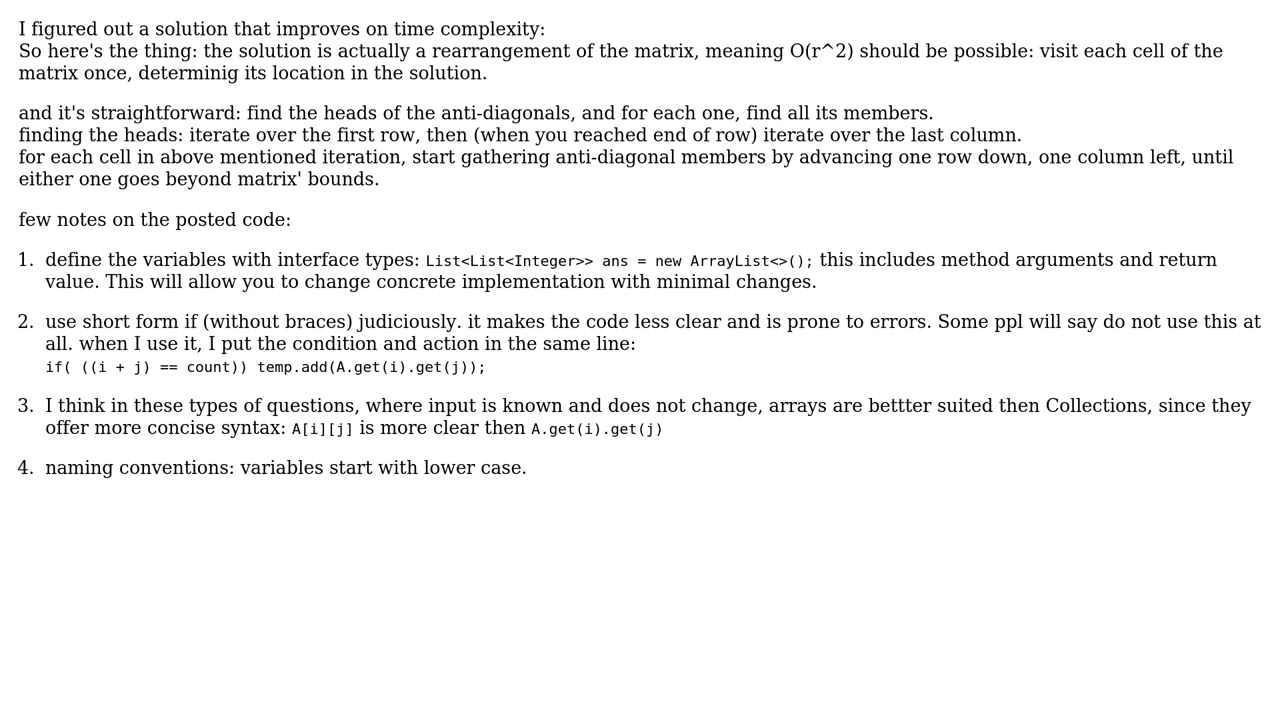 I figured out a solution that improves on time complexity:
So here's the thing: the solution is actually a rearrangement of the matrix, meaning O(r^2) should be possible: visit each cell of the
matrix once, determinig its location in the solution.
and it's straightforward: find the heads of the anti-diagonals, and for each one, find all its members.
finding the heads: iterate over the first row, then (when you reached end of row) iterate over the last column.
for each cell in above mentioned iteration, start gathering anti-diagonal members by advancing one row down, one column left, until
either one goes beyond matrix' bounds.
few notes on the posted code:
1. define the variables with interface types: List<List<Integer>> ans = new ArrayList<>(); this includes method arguments and return
value. This will allow you to change concrete implementation with minimal changes.
2. use short form if (without braces) judiciously. it makes the code less clear and is prone to errors. Some ppl will say do not use this at
all. when I use it, I put the condition and action in the same line:
if( ((i + j) == count)) temp.add(A.get(i).get(j));
3. I think in these types of questions, where input is known and does not change, arrays are bettter suited then Collections, since they
offer more concise syntax: A[i][j] is more clear then A.get(i).get(j)
4. naming conventions: variables start with lower case.